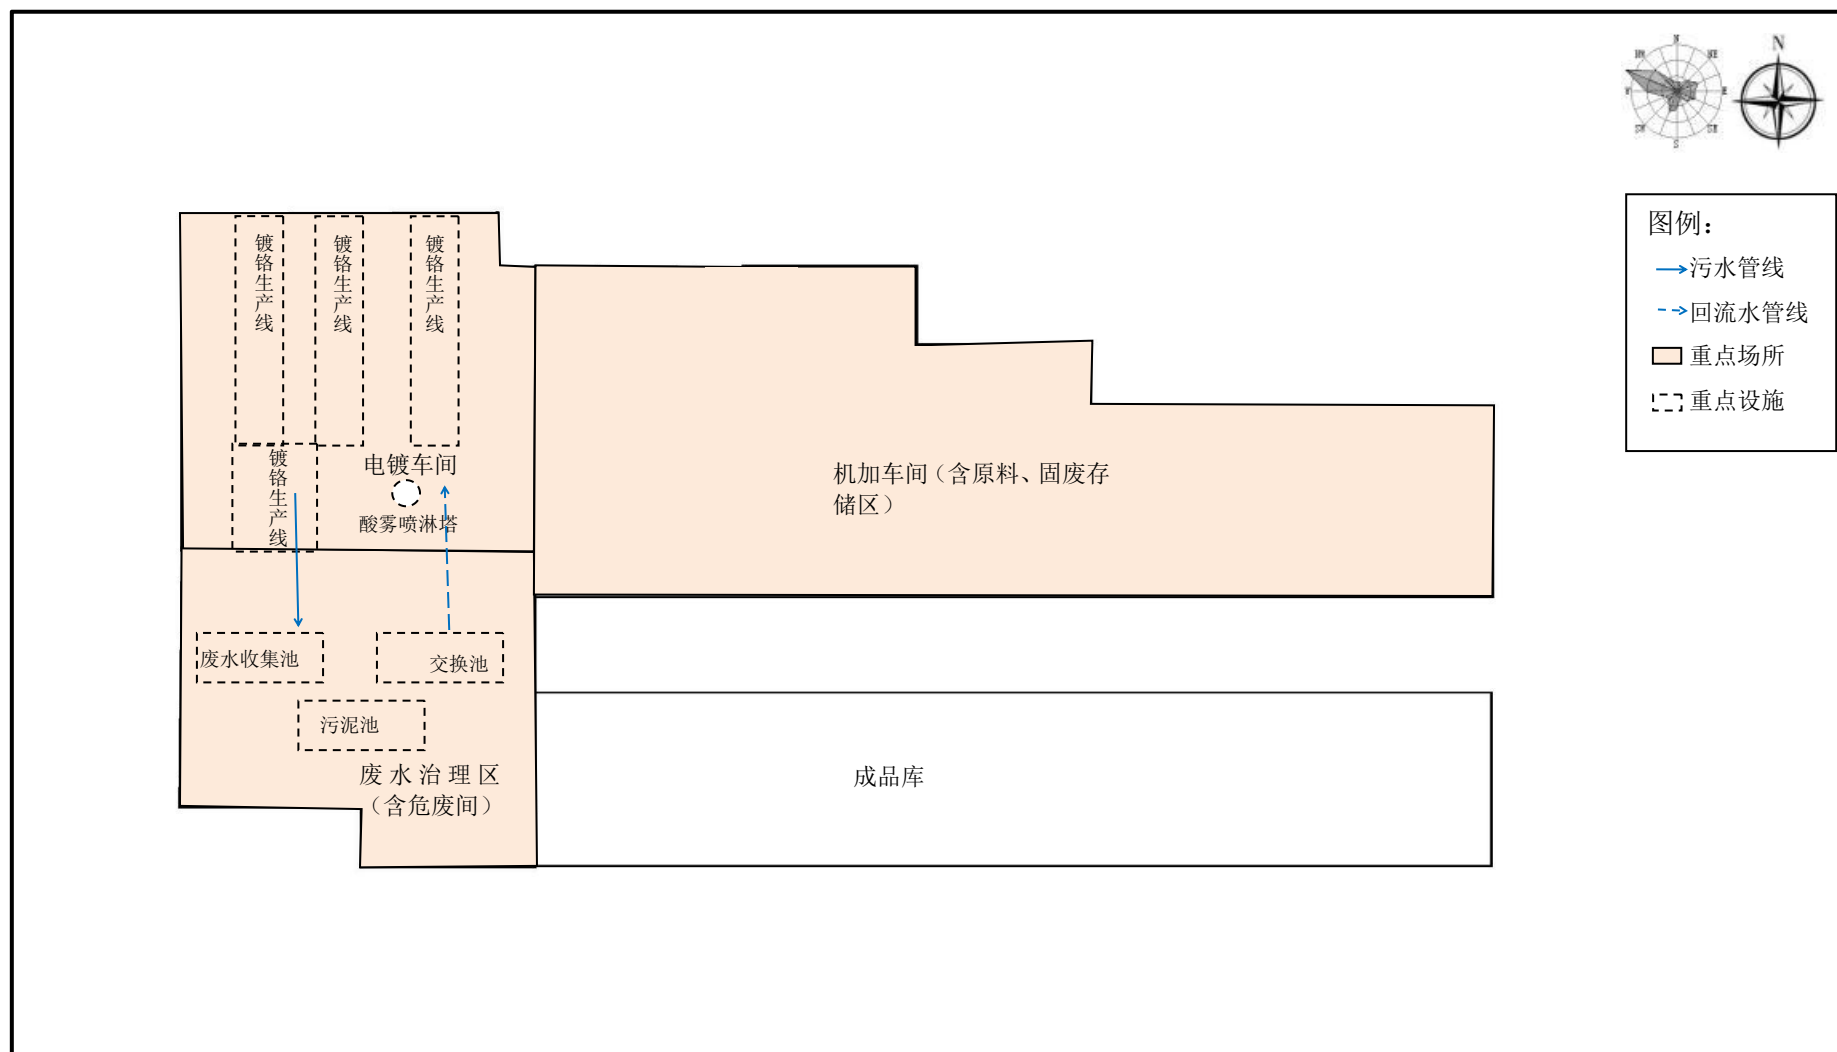 N
NW
NE
W
E
SW
SE
S
N
图例：
污水管线
回流水管线
重点场所
重点设施
镀铬生产线
镀铬生产线
镀铬生产线
镀铬生产线
电镀车间
酸雾喷淋塔
机加车间（含原料、固废存
储区）
废水收集池
交换池
污泥池
废水治理区
（含危废间）
成品库